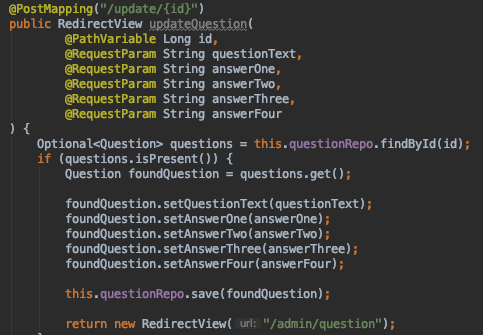 @PostMapping("/update/{id}")
public RedirectView updateQuestion(
@PathVariable Long id,
@RequestParam String questionText,
@RequestParam String answerOne,
@RequestParam String answerTwo,
@RequestParam String answerThree,
@RequestParam String answerFour
) {
Optional<Question> questions = this.questionRepo.findById(id);
if (questions.isPresent()) {
Question foundQuestion = questions.get();
foundQuestion.setQuestionText(questionText);
foundQuestion.setAnswerOne(answerOne);
foundQuestion.setAnswerTwo(answerTwo);
foundQuestion.setAnswerThree(answerThree);
foundQuestion.setAnswerFour(answerFour);
this.questionRepo.save(foundQuestion);
return new RedirectView( url: "/admin/question");